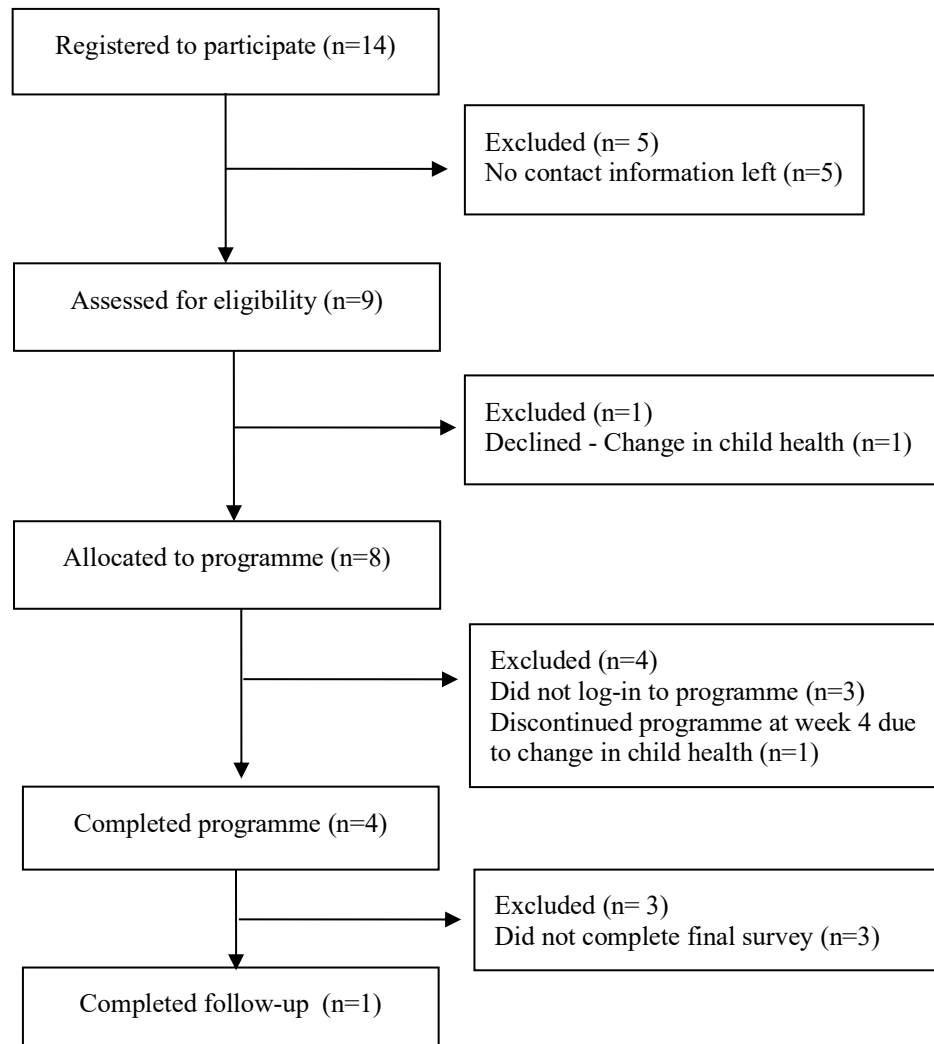 Registered to participate (n=14)
Excluded (n= 5)
No contact information left (n=5)
Assessed for eligibility (n=9)
Excluded (n=1)
Declined - Change in child health (n=1)
Allocated to programme (n=8)
Excluded (n=4)
Did not log-in to programme (n=3)
Discontinued programme at week 4 due
to change in child health (n=1)
Completed programme (n=4)
Excluded (n= 3)
Did not complete final survey (n=3)
Completed follow-up  (n=1)